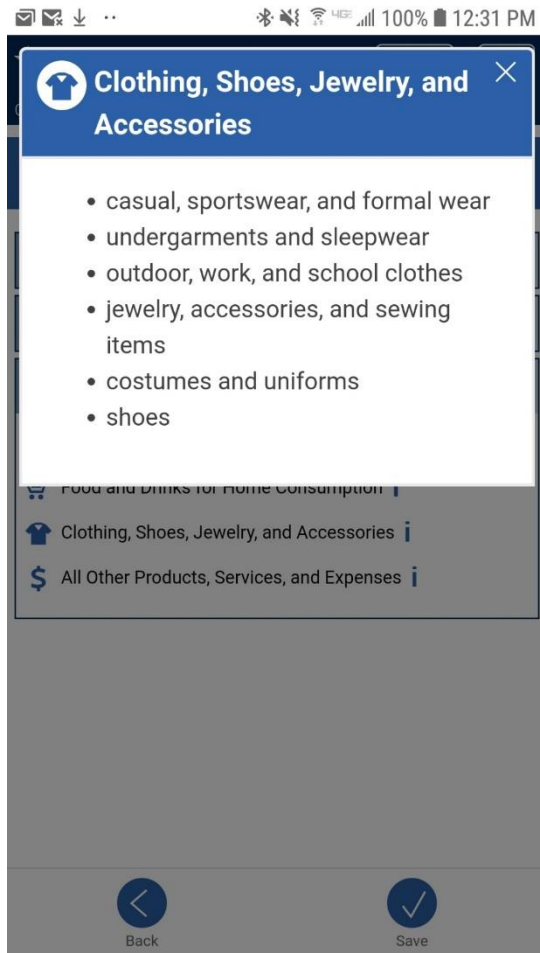 4GE 100% 12:31 PM
Clothing, Shoes, Jewelry, and
Accessories
• casual, sportswear, and formal wear
• undergarments and sleepwear
• outdoor, work, and school clothes
• jewelry, accessories, and sewing
items
• costumes and uniforms
• shoes
Food and Drinks for Home Consumption i
Clothing, Shoes, Jewelry, and Accessories i
$ All Other Products, Services, and Expenses i
Back Save